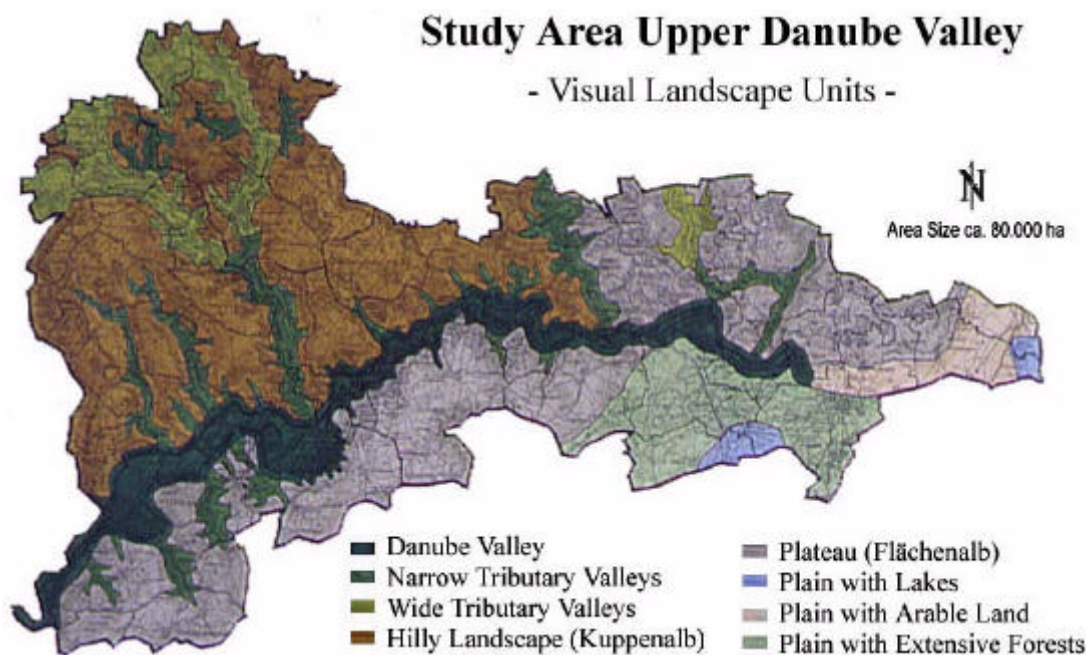 Study Area Upper Danube Valley
- Visual Landscape Units -
N
Area Size ca. 80.000 ha
Danube Valley
Narrow Tributary Valleys
Wide Tributary Valleys
Hilly Landscape (Kuppenalb)
Plateau (Flächenalb)
Plain with Lakes
Plain with Arable Land
Plain with Extensive Forests